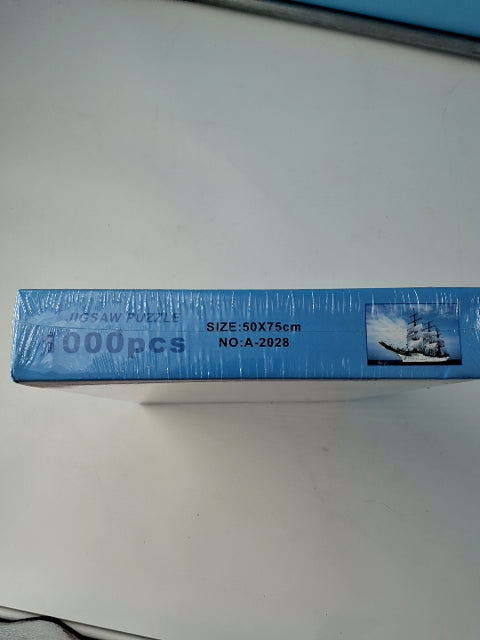 JIGSAW PUZZLE
1000pcs
SIZE:50X75cm
NO:A-2028